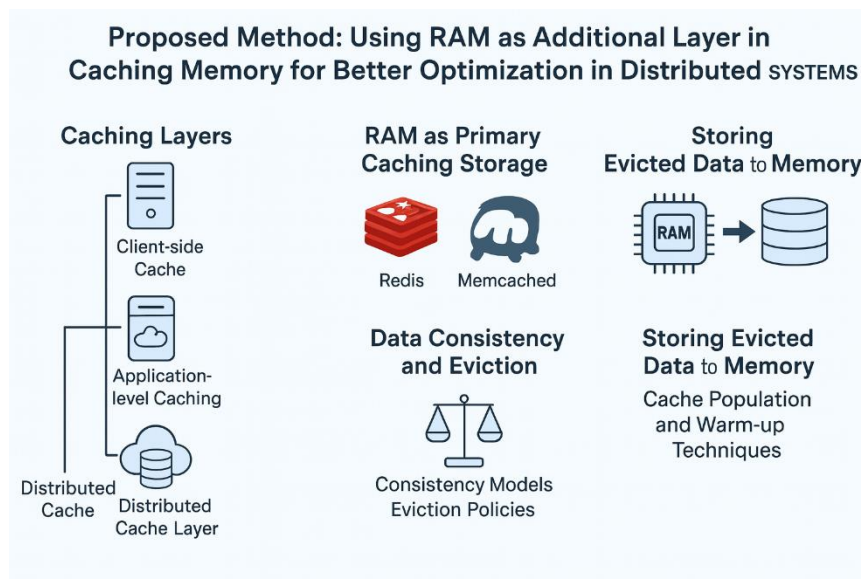 Proposed Method: Using RAM as Additional Layer in
Caching Memory for Better Optimization in Distributed SYSTEMS
Caching Layers
Client-side
Cache
Application-
level Caching
Distributed
Cache
Distributed
Cache Layer
RAM as Primary
Caching Storage
Redis
Memcached
Storing
Evicted Data to Memory
RAM
Data Consistency
and Eviction
Consistency Models
Eviction Policies
Storing Evicted
Data to Memory
Cache Population
and Warm-up
Techniques